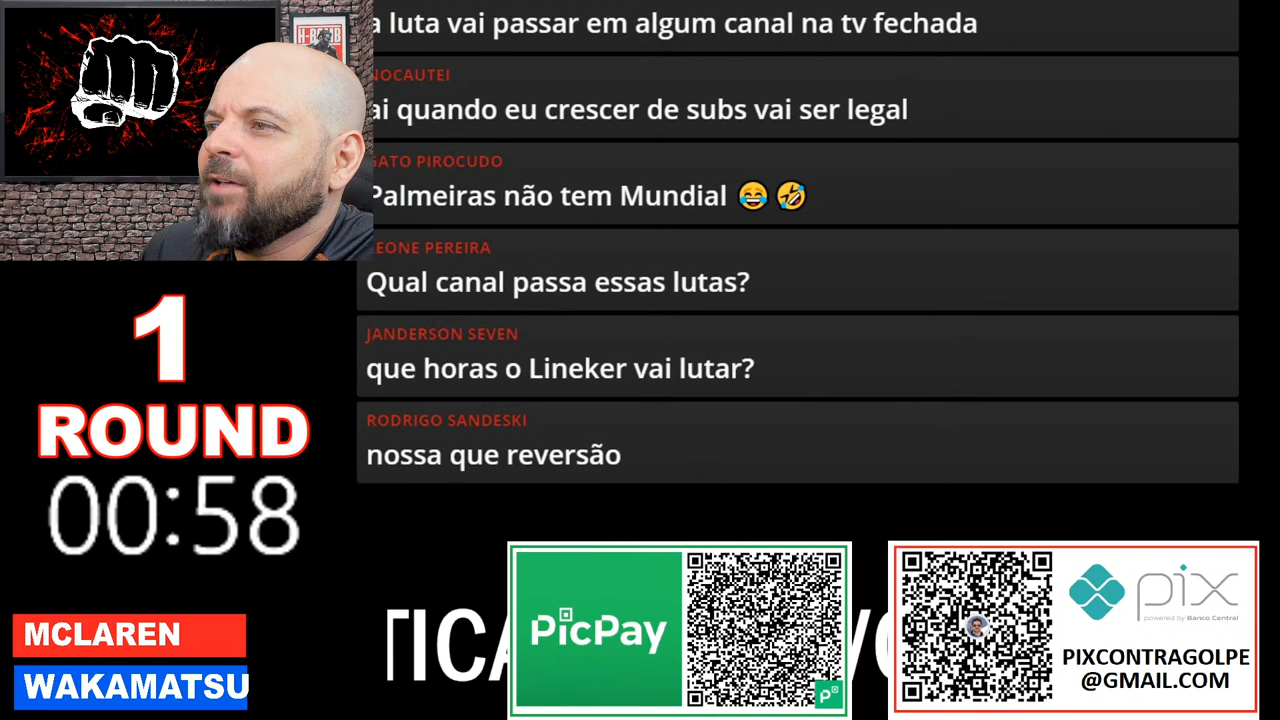 a luta vai passar em algum canal na tv fechada
NOCAUTEI
ai quando eu crescer de subs vai ser legal
GATO PIROCUDO
Palmeiras não tem Mundial 😂 🤣
LEONE PEREIRA
Qual canal passa essas lutas?
JANDERSON SEVEN
que horas o Lineker vai lutar?
RODRIGO SANDESKI
nossa que reversão
1
ROUND
00:58
MCLAREN
WAKAMATSU
PicPay
pix
powered by Banco Central
PIXCONTRAGOLPE
@GMAIL.COM